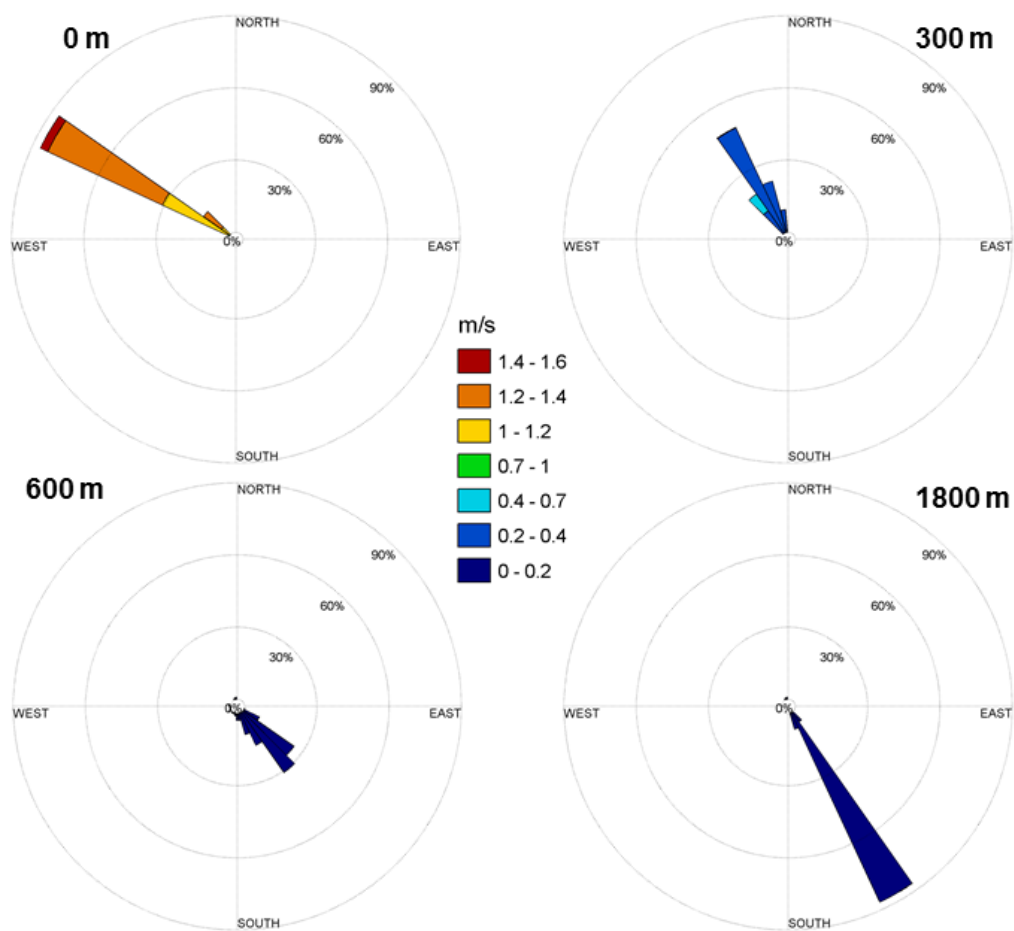 0 m
NORTH
90%
60%
30%
0%
WEST
EAST
SOUTH
300 m
NORTH
90%
60%
30%
0%
WEST
EAST
SOUTH
m/s
1.4 - 1.6
1.2 - 1.4
1 - 1.2
0.7 - 1
0.4 - 0.7
0.2 - 0.4
0 - 0.2
600 m
NORTH
90%
60%
30%
0%
WEST
EAST
SOUTH
1800 m
NORTH
90%
60%
30%
0%
WEST
EAST
SOUTH